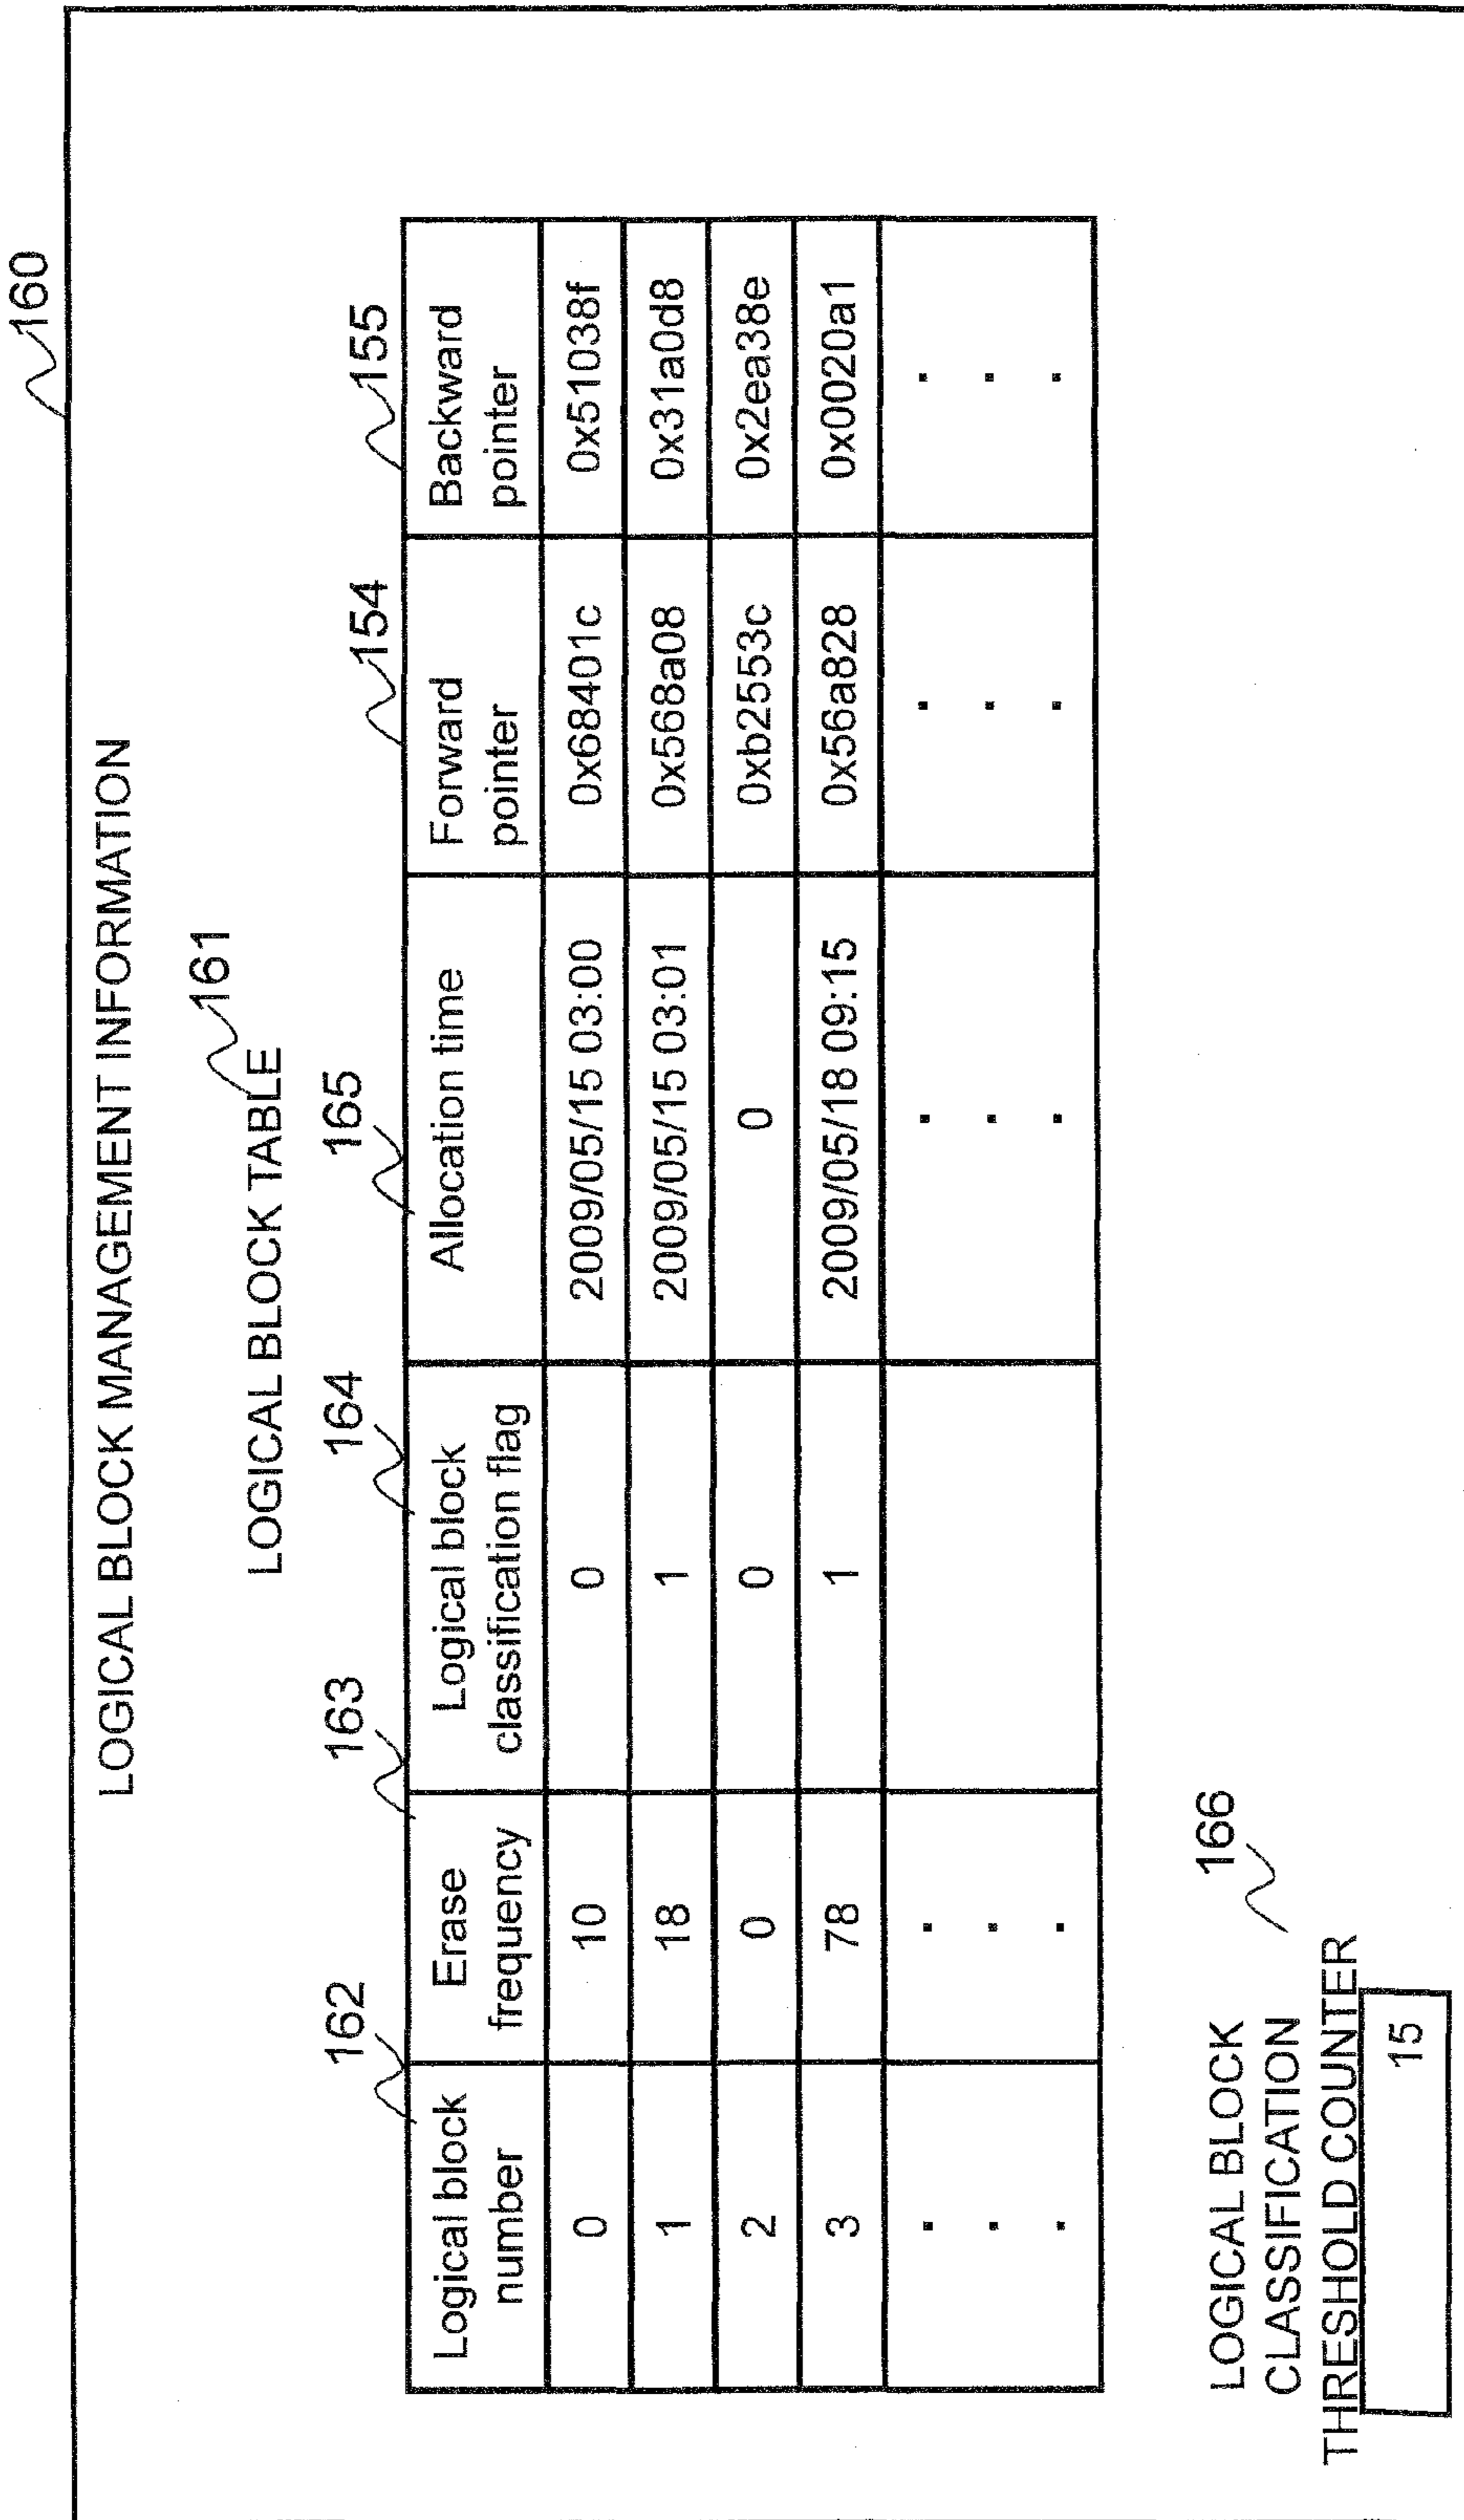 160
LOGICAL BLOCK MANAGEMENT INFORMATION
161
LOGICAL BLOCK TABLE
162 163 164 165 154 155
Logical block number Erase frequency Logical block classification flag Allocation time Forward pointer Backward pointer
0 10 0 2009/05/15 03:00 0x68401c 0x51038f
1 18 1 2009/05/15 03:01 0x568a08 0x31a0d8
2 0 0 0 0xb2553c 0x2ea38e
3 78 1 2009/05/18 09:15 0x56a828 0x0020a1
. . . . .
. . . . .
. . . . .
LOGICAL BLOCK
CLASSIFICATION
THRESHOLD COUNTER
166
15